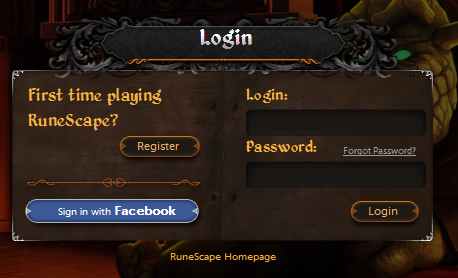 Login
First time playing
RuneScape?
Register
Sign in with Facebook
Login:
Password:
Forgot Password?
Login
RuneScape Homepage